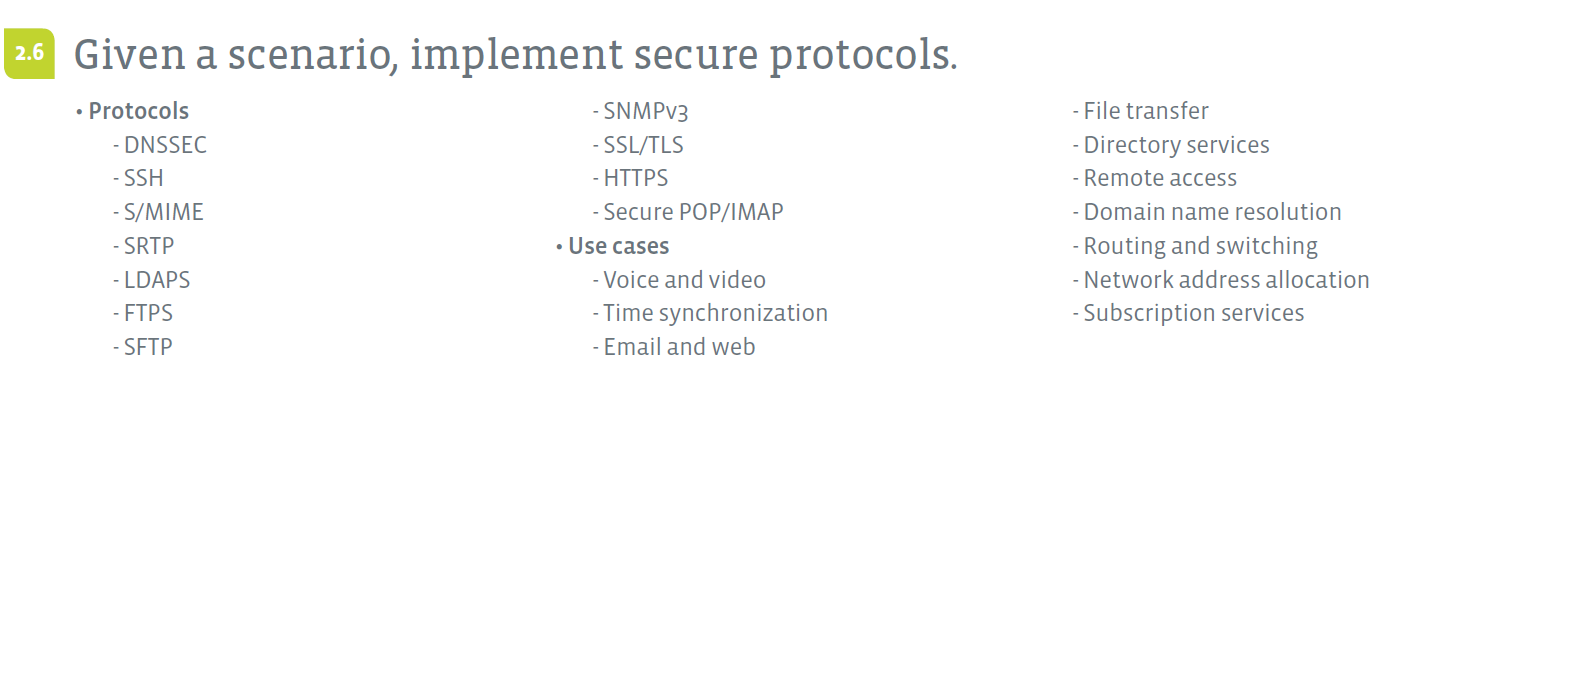 2.6 Given a scenario, implement secure protocols.
• Protocols
- DNSSEC
- SSH
- S/MIME
- SRTP
- LDAPS
- FTPS
- SFTP
- SNMPv3
- SSL/TLS
- HTTPS
- Secure POP/IMAP
• Use cases
- Voice and video
- Time synchronization
- Email and web
- File transfer
- Directory services
- Remote access
- Domain name resolution
- Routing and switching
- Network address allocation
- Subscription services